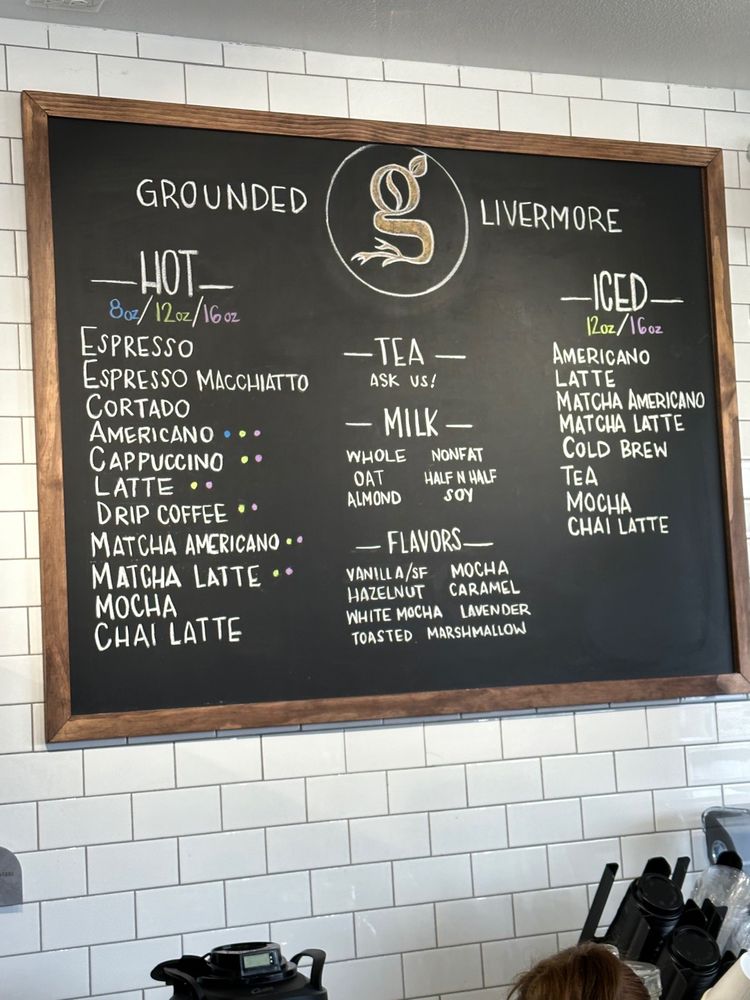 GROUNDED g LIVERMORE
HOT
8oz/12oz/16oz
ESPRESSO
ESPRESSO MACCHIATTO
CORTADO
AMERICANO
CAPPUCCINO
LATTE
DRIP COFFEE
MATCHA AMERICANO
MATCHA LATTE
MOCHA
CHAI LATTE
TEA
ASK US!
MILK
WHOLE NONFAT
OAT HALF N HALF
ALMOND SOY
FLAVORS
VANILLA/SF MOCHA
HAZELNUT CARAMEL
WHITE MOCHA LAVENDER
TOASTED MARSHMALLOW
ICED
12oz/16oz
AMERICANO
LATTE
MATCHA AMERICANO
MATCHA LATTE
COLD BREW
TEA
MOCHA
CHAI LATTE